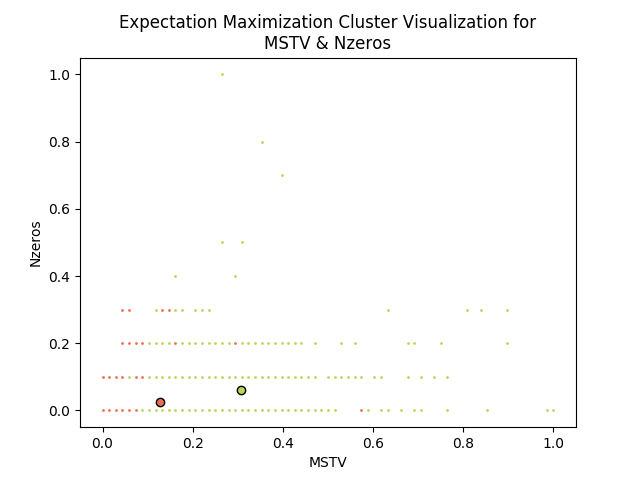 Expectation Maximization Cluster Visualization for
MSTV & Nzeros
1.0
0.8
0.6
0.4
0.2
0.0
Nzeros
0.0 0.2 0.4 0.6 0.8 1.0
MSTV